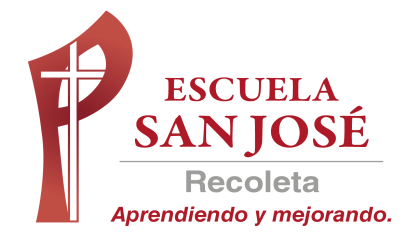 ESCUELA
SAN JOSÉ
Recoleta
Aprendiendo y mejorando.